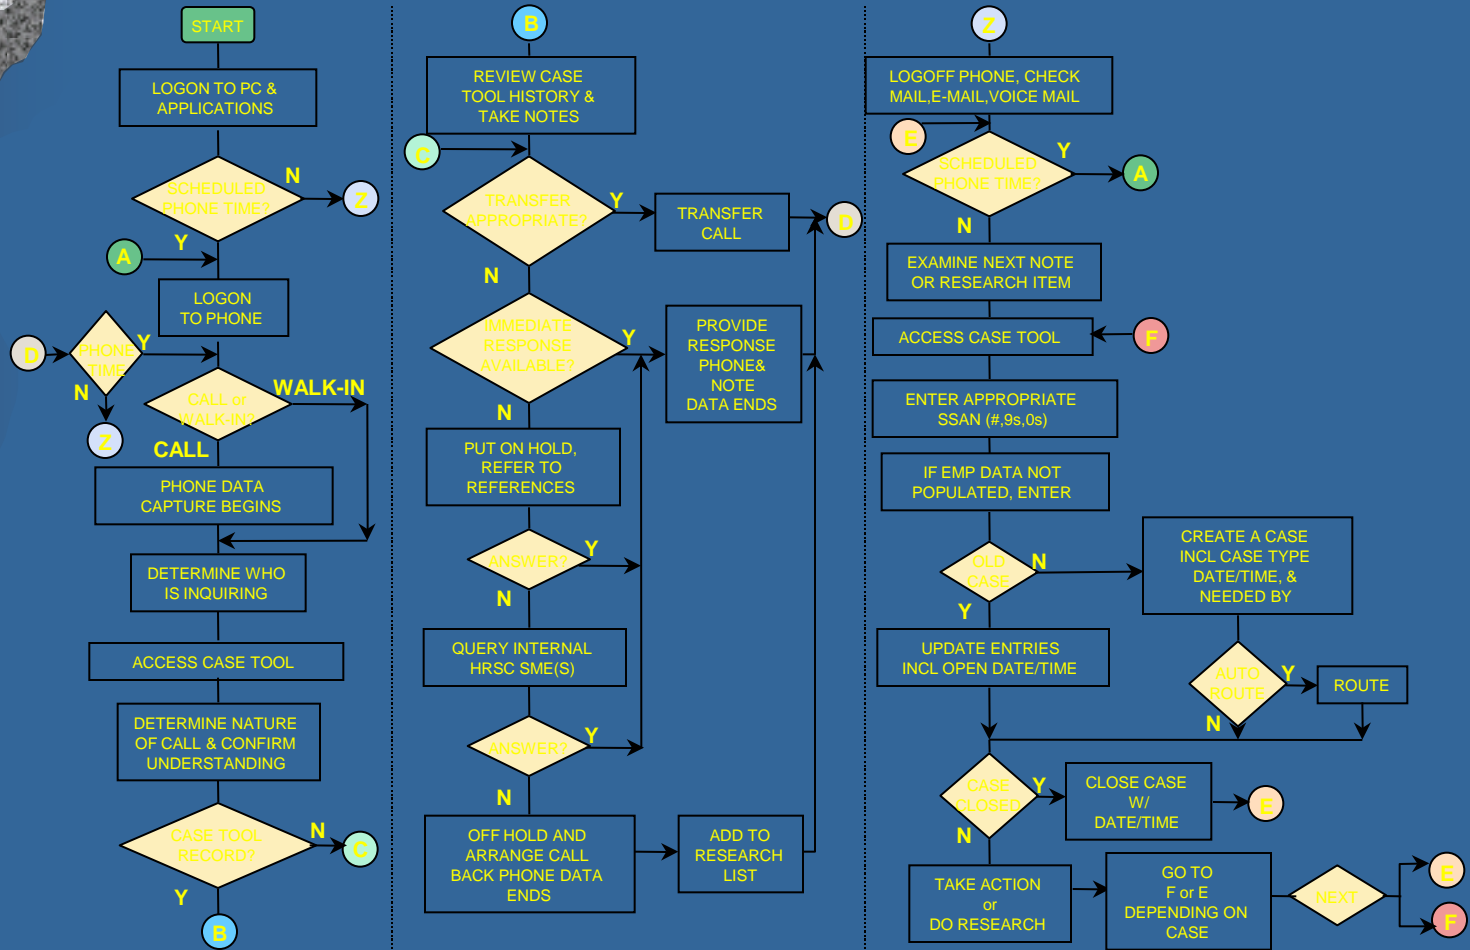 START
LOGON TO PC &
APPLICATIONS
SCHEDULED
PHONE TIME?
N
Z
Y
A
LOGON
TO PHONE
D
PHONE
TIME
Y
N
Z
CALL or
WALK-IN?
WALK-IN
CALL
PHONE DATA
CAPTURE BEGINS
DETERMINE WHO
IS INQUIRING
ACCESS CASE TOOL
DETERMINE NATURE
OF CALL & CONFIRM
UNDERSTANDING
CASE TOOL
RECORD?
N
C
Y
B
B
REVIEW CASE
TOOL HISTORY &
TAKE NOTES
C
TRANSFER
APPROPRIATE?
Y
TRANSFER
CALL
D
N
IMMEDIATE
RESPONSE
AVAILABLE?
Y
PROVIDE
RESPONSE
PHONE&
NOTE
DATA ENDS
N
PUT ON HOLD,
REFER TO
REFERENCES
ANSWER?
Y
N
QUERY INTERNAL
HRSC SME(S)
ANSWER?
Y
N
OFF HOLD AND
ARRANGE CALL
BACK PHONE DATA
ENDS
ADD TO
RESEARCH
LIST
Z
LOGOFF PHONE, CHECK
MAIL,E-MAIL,VOICE MAIL
E
SCHEDULED
PHONE TIME?
Y
A
N
EXAMINE NEXT NOTE
OR RESEARCH ITEM
ACCESS CASE TOOL
F
ENTER APPROPRIATE
SSAN (#,9s,0s)
IF EMP DATA NOT
POPULATED, ENTER
OLD
CASE
N
CREATE A CASE
INCL CASE TYPE
DATE/TIME, &
NEEDED BY
Y
UPDATE ENTRIES
INCL OPEN DATE/TIME
AUTO
ROUTE
Y
ROUTE
N
CASE
CLOSED
Y
CLOSE CASE
W/
DATE/TIME
E
N
TAKE ACTION
or
DO RESEARCH
GO TO
F or E
DEPENDING ON
CASE
NEXT
E
F